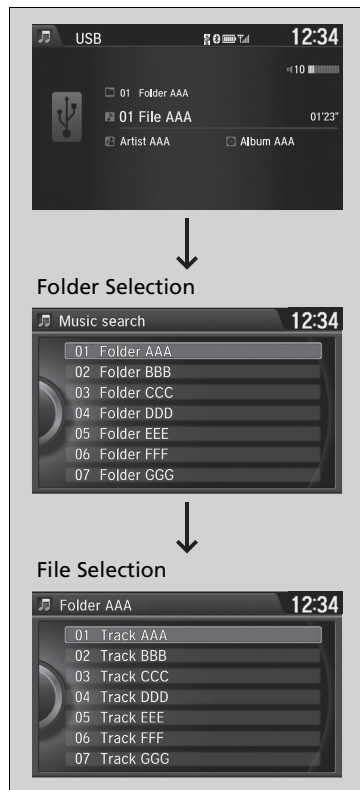 USB 12:34
10
01 Folder AAA
01 File AAA 01'23"
Artist AAA Album AAA
Folder Selection
Music search 12:34
01 Folder AAA
02 Folder BBB
03 Folder CCC
04 Folder DDD
05 Folder EEE
06 Folder FFF
07 Folder GGG
File Selection
Folder AAA 12:34
01 Track AAA
02 Track BBB
03 Track CCC
04 Track DDD
05 Track EEE
06 Track FFF
07 Track GGG